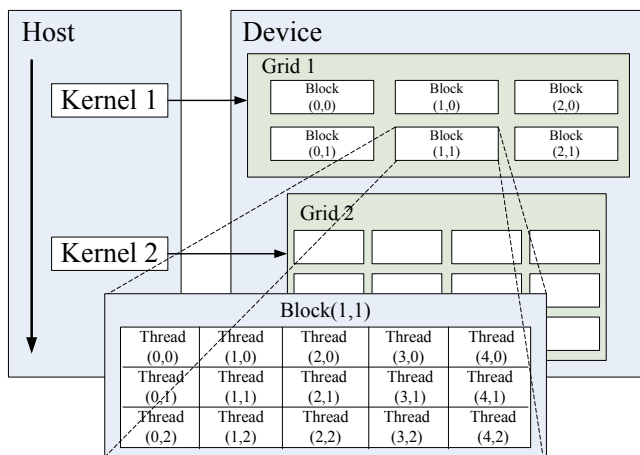 Host
Device
Grid 1
Kernel 1
Block
(0,0)
Block
(1,0)
Block
(2,0)
Block
(0,1)
Block
(1,1)
Block
(2,1)
Grid 2
Kernel 2
Block(1,1)
Thread
(0,0)
Thread
(1,0)
Thread
(2,0)
Thread
(3,0)
Thread
(4,0)
Thread
(0,1)
Thread
(1,1)
Thread
(2,1)
Thread
(3,1)
Thread
(4,1)
Thread
(0,2)
Thread
(1,2)
Thread
(2,2)
Thread
(3,2)
Thread
(4,2)